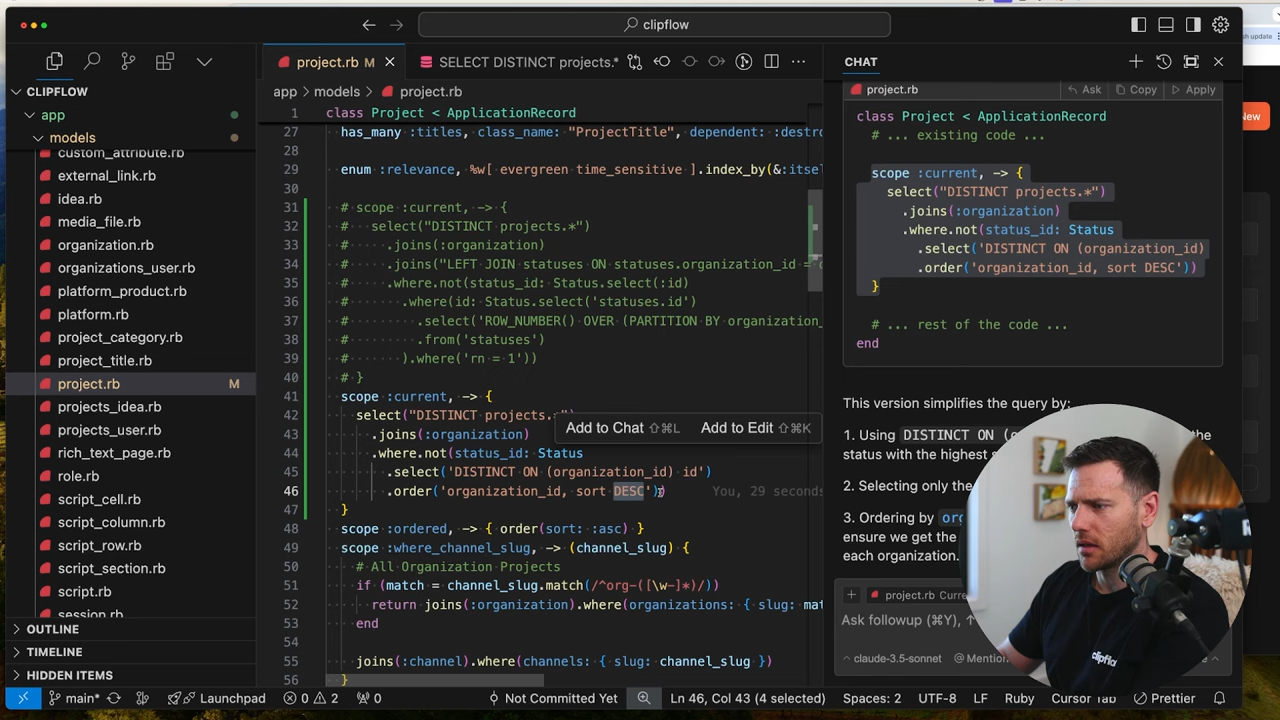 clipflow
sh update
New
CLIPFLOW
app
models
custom_attribute.rb
external_link.rb
idea.rb
media_file.rb
organization.rb
organizations_user.rb
platform_product.rb
platform.rb
project_category.rb
project_title.rb
project.rb M
projects_idea.rb
projects_user.rb
rich_text_page.rb
role.rb
script_cell.rb
script_column.rb
script_row.rb
script_section.rb
script.rb
session.rb
OUTLINE
TIMELINE
HIDDEN ITEMS
project.rb M
SELECT DISTINCT projects.*
app > models > project.rb
1 class Project < ApplicationRecord
27 has_many :titles, class_name: "ProjectTitle", dependent: :destro
28
29 enum :relevance, %w[ evergreen time_sensitive ].index_by(&:itsel
30
31 # scope :current, -> {
32 # select("DISTINCT projects.*")
33 # .joins(:organization)
34 # .joins("LEFT JOIN statuses ON statuses.organization_id =
35 # .where.not(status_id: Status.select(:id)
36 # .where(id: Status.select('statuses.id')
37 # .select('ROW_NUMBER() OVER (PARTITION BY organization_
38 # .from('statuses')
39 # ).where('rn = 1'))
40 # }
41 scope :current, -> {
42 select("DISTINCT projects.*")
43 .joins(:organization)
44 .where.not(status_id: Status
45 .select('DISTINCT ON (organization_id) id')
46 .order('organization_id, sort DESC')) You, 29 seconds
47 }
48 scope :ordered, -> { order(sort: :asc) }
49 scope :where_channel_slug, -> (channel_slug) {
50 # All Organization Projects
51 if (match = channel_slug.match(/^org-([\w-]*)/))
52 return joins(:organization).where(organizations: { slug: mat
53 end
54
55 joins(:channel).where(channels: { slug: channel_slug })
56 }
Add to Chat ⇧⌘L Add to Edit ⇧⌘K
CHAT
project.rb Ask Copy Apply
class Project < ApplicationRecord
# ... existing code ...
scope :current, -> {
select("DISTINCT projects.*")
.joins(:organization)
.where.not(status_id: Status
.select('DISTINCT ON (organization_id)
.order('organization_id, sort DESC'))
}
# ... rest of the code ...
end
This version simplifies the query by:
1. Using DISTINCT ON the
status with the highest
2. Selecting only the
3. Ordering by
ensure we get the
each organization.
project.rb
Ask followup (⌘Y),
claude-3.5-sonnet
clipflow
main* Launchpad 0 2 0 Not Committed Yet Ln 46, Col 43 (4 selected) Spaces: 2 UTF-8 LF Ruby Cursor Tab Prettier